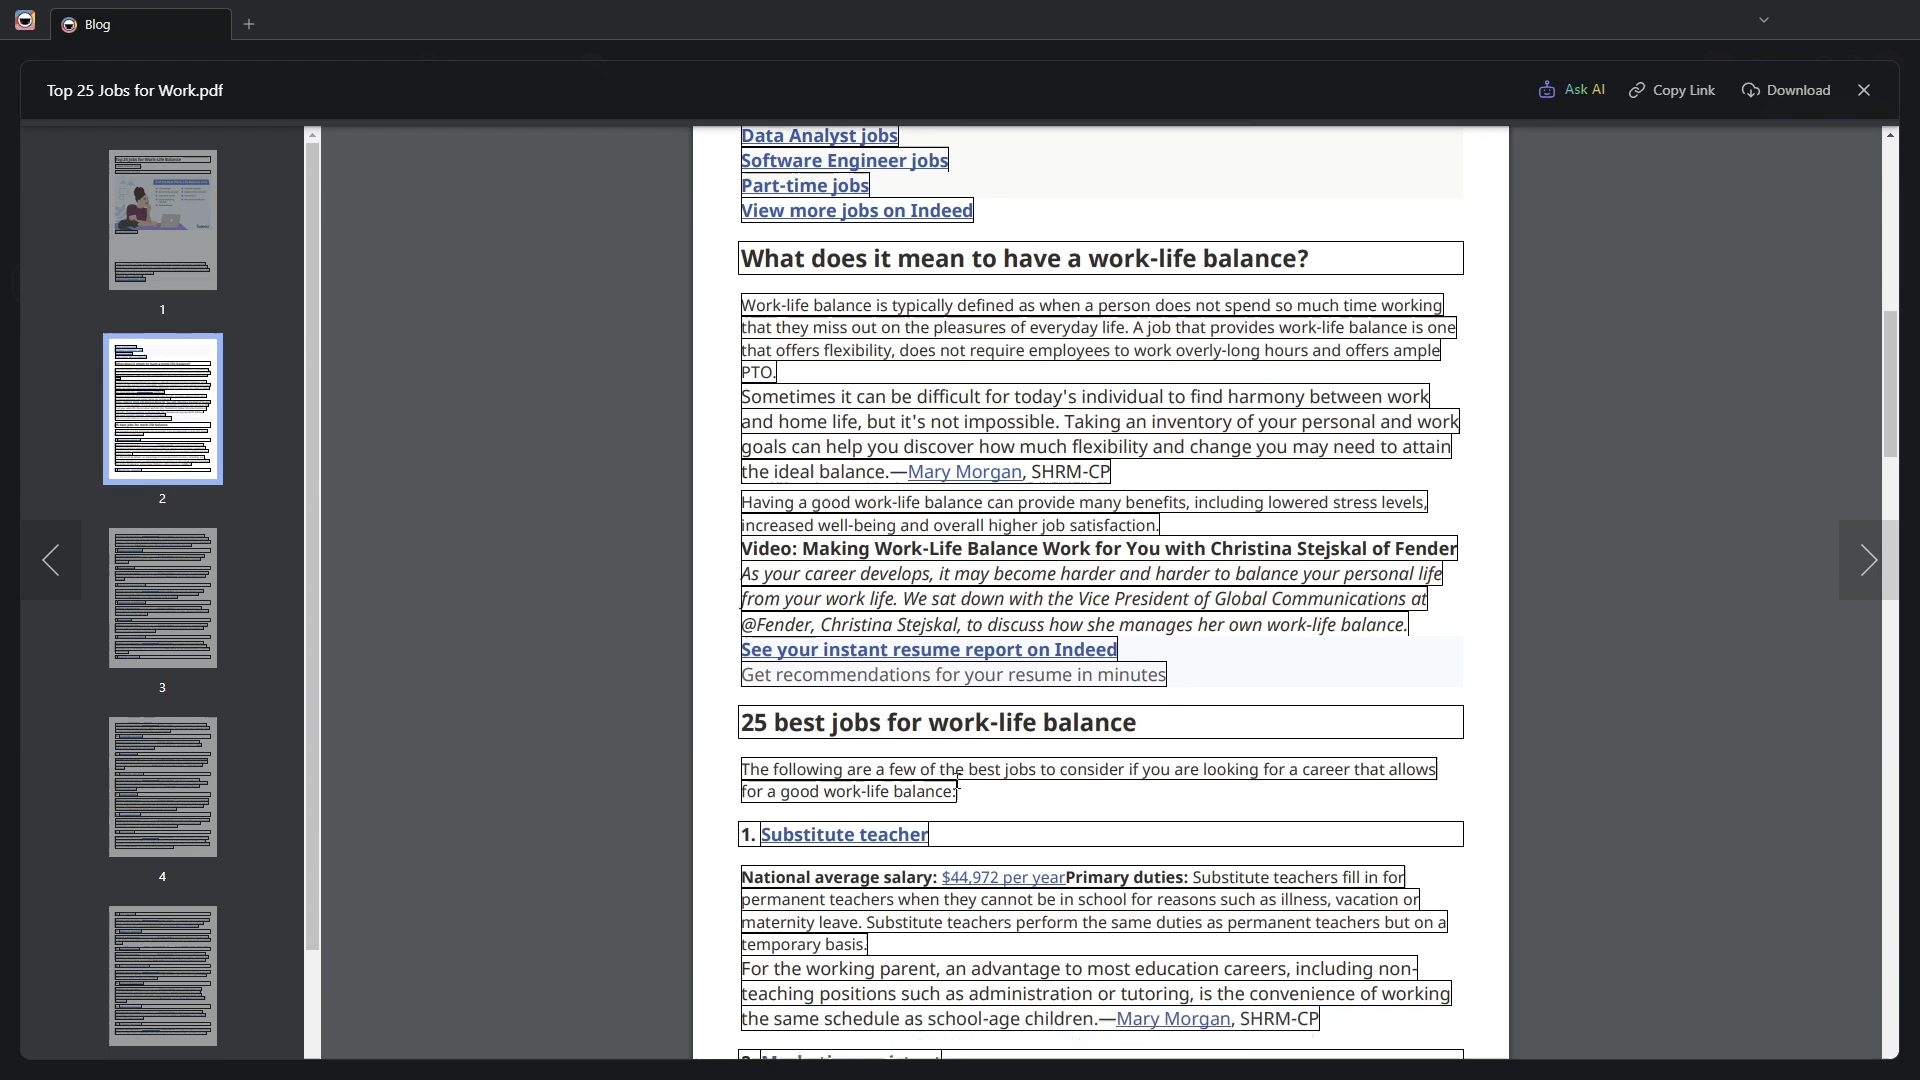 Blog
Top 25 Jobs for Work.pdf
Ask AI
Copy Link
Download
1
2
3
4
Data Analyst jobs
Software Engineer jobs
Part-time jobs
View more jobs on Indeed
What does it mean to have a work-life balance?
Work-life balance is typically defined as when a person does not spend so much time working
that they miss out on the pleasures of everyday life. A job that provides work-life balance is one
that offers flexibility, does not require employees to work overly-long hours and offers ample
PTO.
Sometimes it can be difficult for today's individual to find harmony between work
and home life, but it's not impossible. Taking an inventory of your personal and work
goals can help you discover how much flexibility and change you may need to attain
the ideal balance.—Mary Morgan, SHRM-CP
Having a good work-life balance can provide many benefits, including lowered stress levels,
increased well-being and overall higher job satisfaction.
Video: Making Work-Life Balance Work for You with Christina Stejskal of Fender
As your career develops, it may become harder and harder to balance your personal life
from your work life. We sat down with the Vice President of Global Communications at
@Fender, Christina Stejskal, to discuss how she manages her own work-life balance.
See your instant resume report on Indeed
Get recommendations for your resume in minutes
25 best jobs for work-life balance
The following are a few of the best jobs to consider if you are looking for a career that allows
for a good work-life balance:
1. Substitute teacher
National average salary: $44,972 per yearPrimary duties: Substitute teachers fill in for
permanent teachers when they cannot be in school for reasons such as illness, vacation or
maternity leave. Substitute teachers perform the same duties as permanent teachers but on a
temporary basis.
For the working parent, an advantage to most education careers, including non-
teaching positions such as administration or tutoring, is the convenience of working
the same schedule as school-age children.—Mary Morgan, SHRM-CP